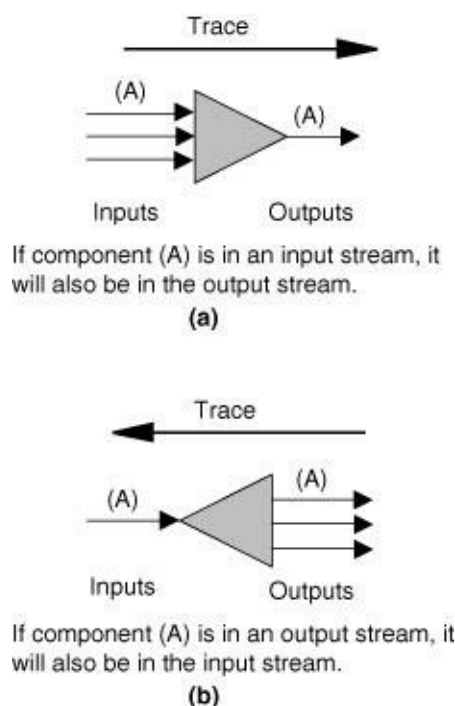 Trace
(A) (A)
Inputs Outputs
If component (A) is in an input stream, it
will also be in the output stream.
(a)
Trace
(A) (A)
Inputs Outputs
If component (A) is in an output stream, it
will also be in the input stream.
(b)